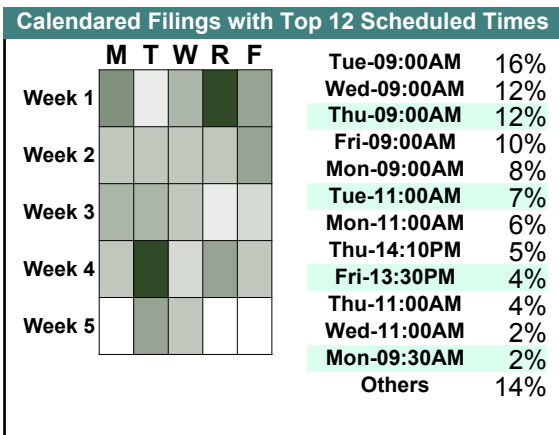 Calendared Filings with Top 12 Scheduled Times
M T W R F
Week 1
Week 2
Week 3
Week 4
Week 5
Tue-09:00AM 16%
Wed-09:00AM 12%
Thu-09:00AM 12%
Fri-09:00AM 10%
Mon-09:00AM 8%
Tue-11:00AM 7%
Mon-11:00AM 6%
Thu-14:10PM 5%
Fri-13:30PM 4%
Thu-11:00AM 4%
Wed-11:00AM 2%
Mon-09:30AM 2%
Others 14%